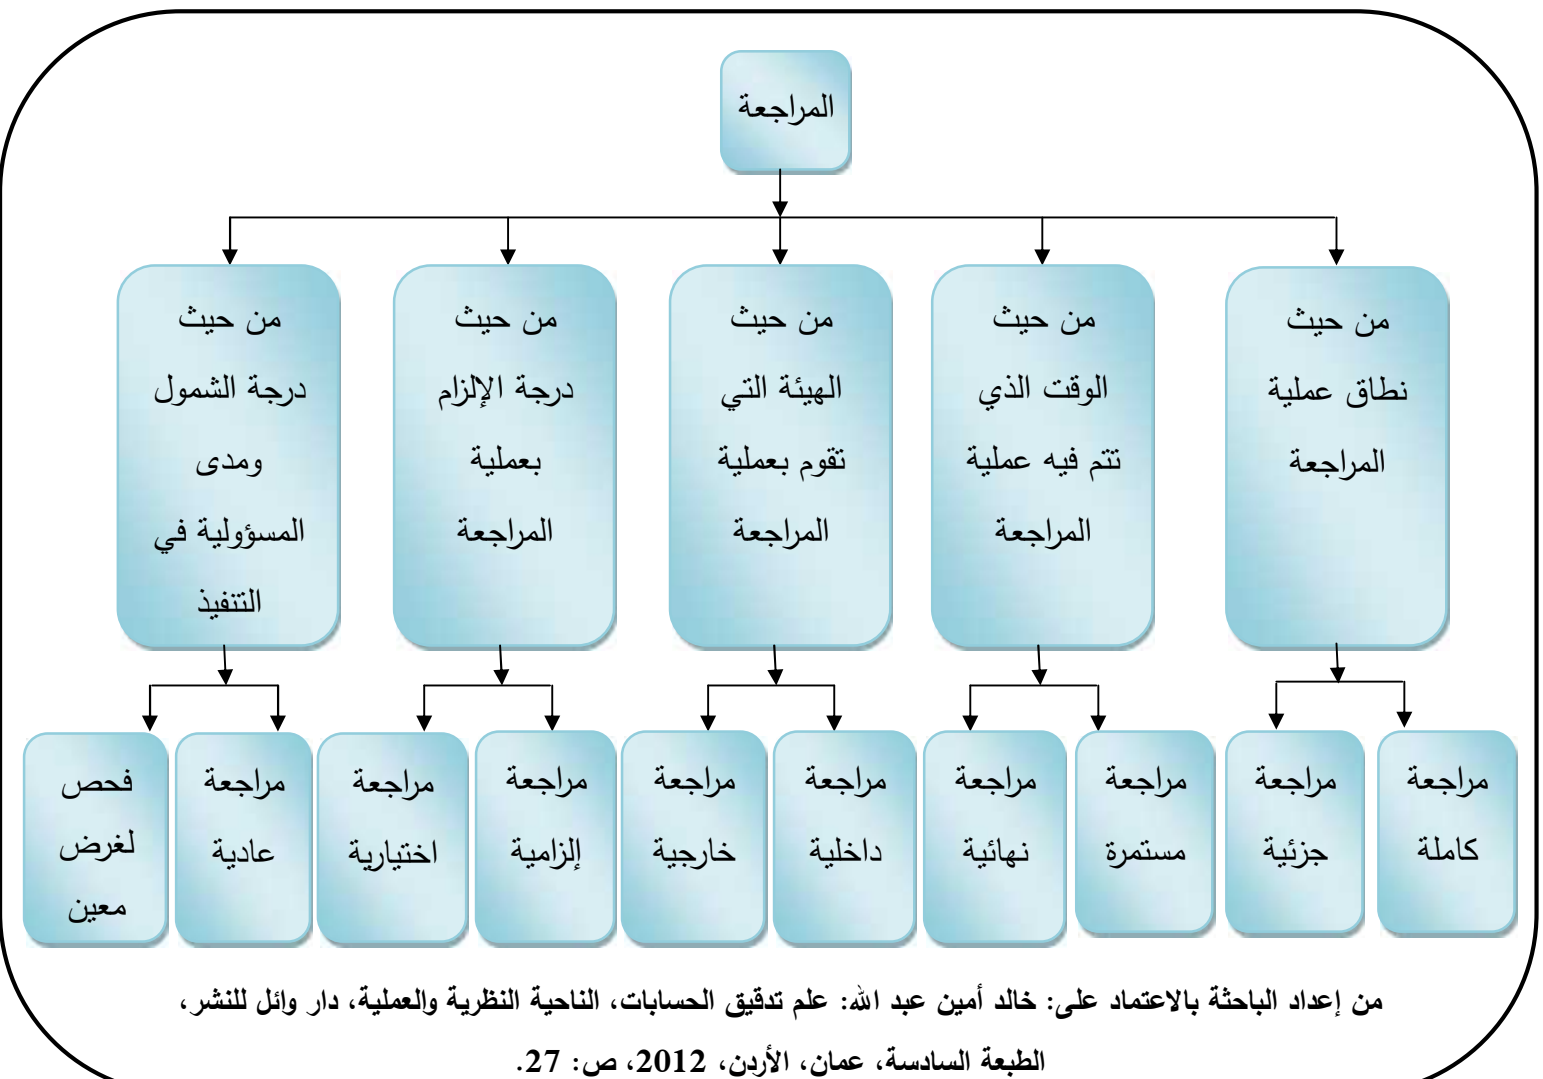 المراجعة
من حيث
نطاق عملية
المراجعة
من حيث
الوقت الذي
تتم فيه عملية
المراجعة
من حيث
الهيئة التي
تقوم بعملية
المراجعة
من حيث
درجة الإلزام
بعملية
المراجعة
من حيث
درجة الشمول
ومدى
المسؤولية في
التنفيذ
مراجعة
كاملة
مراجعة
جزئية
مراجعة
مستمرة
مراجعة
نهائية
مراجعة
داخلية
مراجعة
خارجية
مراجعة
إلزامية
مراجعة
اختيارية
مراجعة
عادية
فحص
لغرض
معين
من إعداد الباحثة بالاعتماد على: خالد أمين عبد الله: علم تدقيق الحسابات، الناحية النظرية والعملية، دار وائل للنشر،
الطبعة السادسة، عمان، الأردن، 2012، ص: 27.